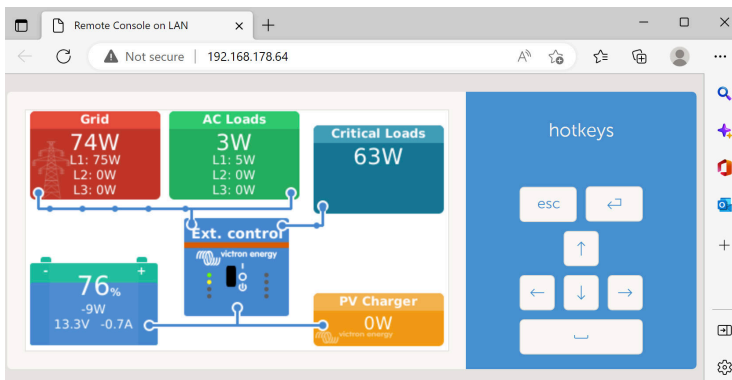 Remote Console on LAN
Not secure
192.168.178.64
Grid
74W
L1: 75W
L2: 0W
L3: 0W
AC Loads
3W
L1: 5W
L2: 0W
L3: 0W
Critical Loads
63W
Ext. control
victron energy
- +
76%
-9W
13.3V -0.7A
PV Charger
0W
victron energy
hotkeys
esc